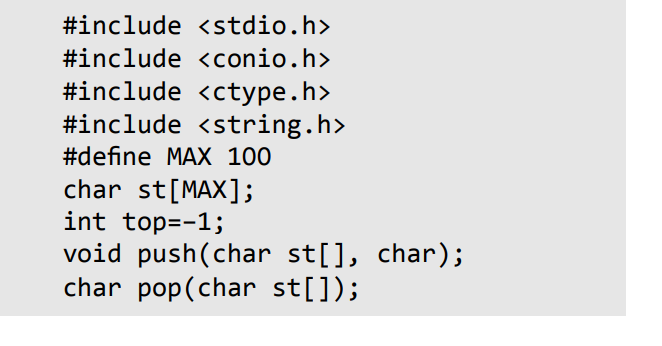 #include <stdio.h>
#include <conio.h>
#include <ctype.h>
#include <string.h>
#define MAX 100
char st[MAX];
int top=–1;
void push(char st[], char);
char pop(char st[]);